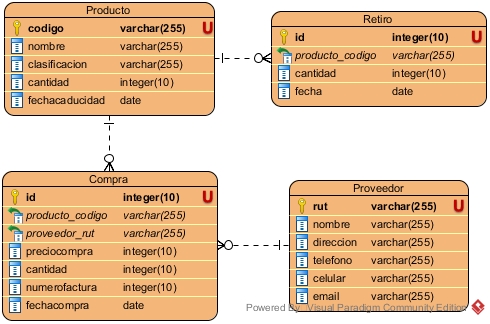 Producto
codigo varchar(255) U
nombre varchar(255)
clasificacion varchar(255)
cantidad integer(10)
fechacaducidad date
Retiro
id integer(10) U
producto_codigo varchar(255)
cantidad integer(10)
fecha date
Compra
id integer(10) U
producto_codigo varchar(255)
proveedor_rut varchar(255)
preciocompra integer(10)
cantidad integer(10)
numerofactura integer(10)
fechacompra date
Proveedor
rut varchar(255) U
nombre varchar(255)
direccion varchar(255)
telefono varchar(255)
celular varchar(255)
email varchar(255)
Powered By Visual Paradigm Community Edition